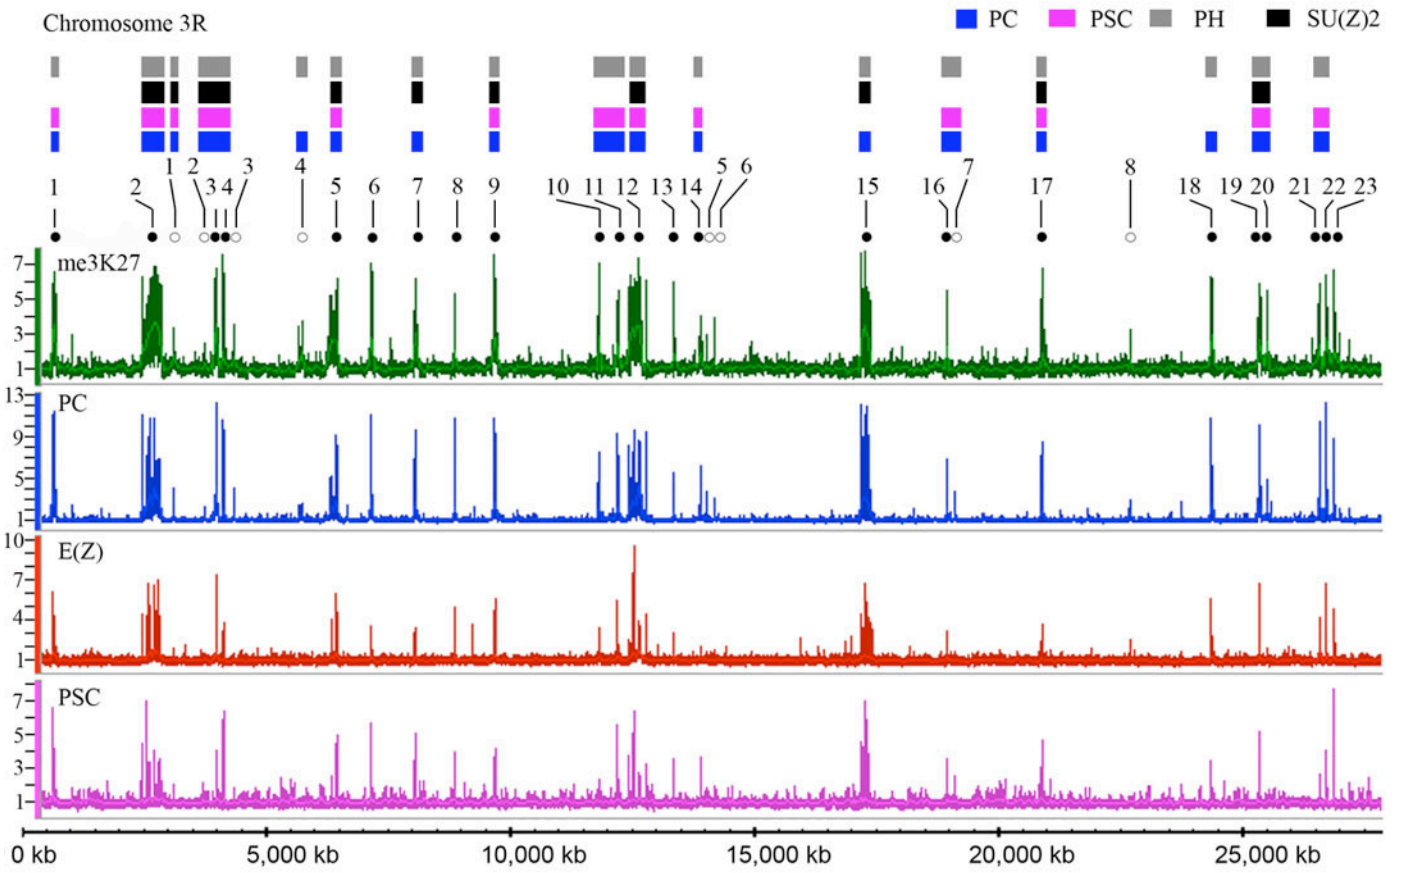 Chromosome 3R
PC PSC PH SU(Z)2
1 2 3 4 5 6 7 8
1 2 3 4 5 6 7 8 9 10 11 12 13 14 15 16 17 18 19 20 21 22 23
me3K27
7
5
3
1
PC
13
9
5
1
E(Z)
10
7
4
1
PSC
7
5
3
1
0 kb 5,000 kb 10,000 kb 15,000 kb 20,000 kb 25,000 kb